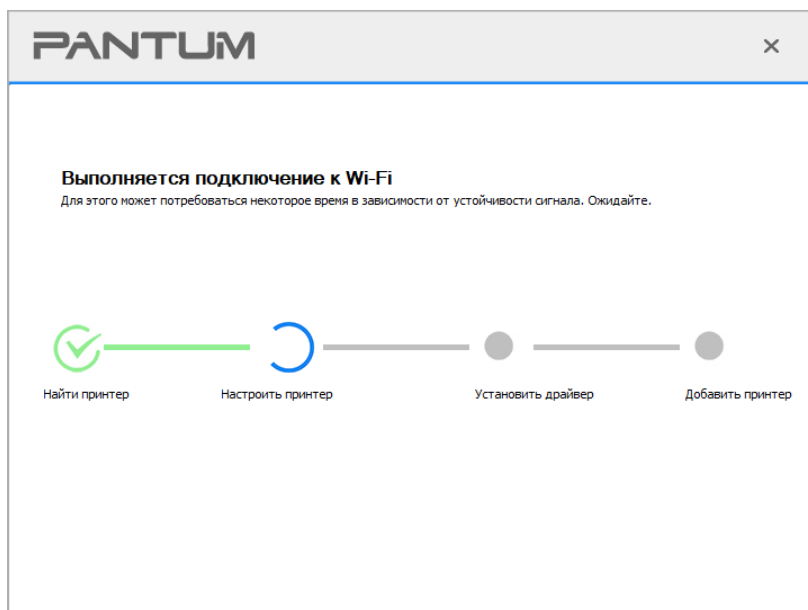 PANTUM
Выполняется подключение к Wi-Fi
Для этого может потребоваться некоторое время в зависимости от устойчивости сигнала. Ожидайте.
Найти принтер
Настроить принтер
Установить драйвер
Добавить принтер